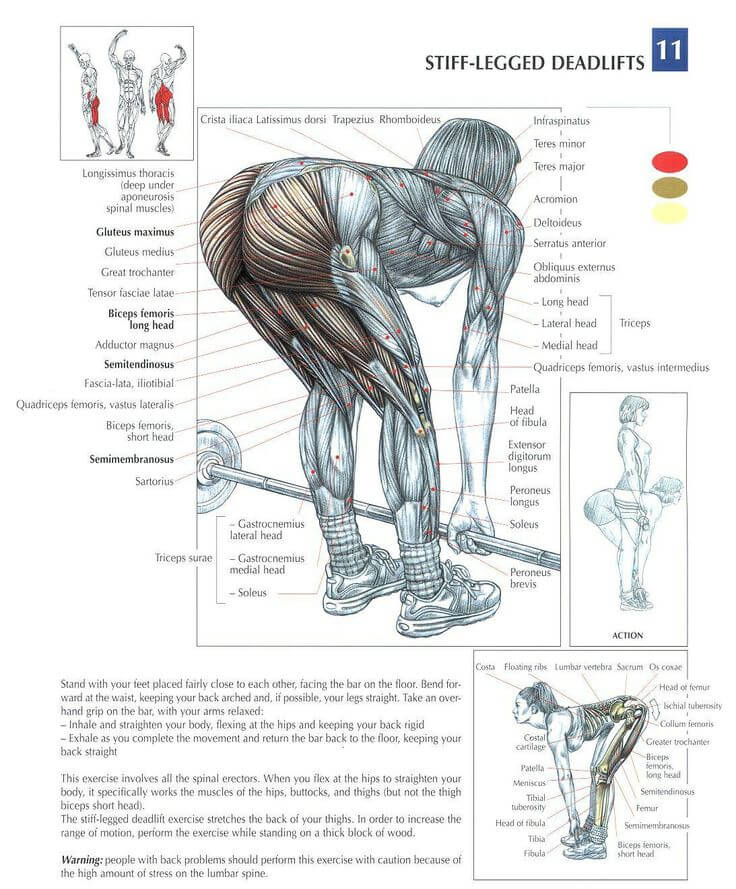 STIFF-LEGGED DEADLIFTS 11
Crista iliaca Latissimus dorsi Trapezius Rhomboideus
Infraspinatus
Teres minor
Teres major
Acromion
Deltoideus
Serratus anterior
Obliquus externus
abdominis
– Long head
– Lateral head
– Medial head
Triceps
Quadriceps femoris, vastus intermedius
Patella
Head
of fibula
Extensor
digitorum
longus
Peroneus
longus
Soleus
Peroneus
brevis
Longissimus thoracis
(deep under
aponeurosis
spinal muscles)
Gluteus maximus
Gluteus medius
Great trochanter
Tensor fasciae latae
Biceps femoris
long head
Adductor magnus
Semitendinosus
Fascia-lata, iliotibial
Quadriceps femoris, vastus lateralis
Biceps femoris,
short head
Semimembranosus
Sartorius
Triceps surae
– Gastrocnemius
lateral head
– Gastrocnemius
medial head
– Soleus
ACTION
Stand with your feet placed fairly close to each other, facing the bar on the floor. Bend for-
ward at the waist, keeping your back arched and, if possible, your legs straight. Take an over-
hand grip on the bar, with your arms relaxed:
– Inhale and straighten your body, flexing at the hips and keeping your back rigid
– Exhale as you complete the movement and return the bar back to the floor, keeping your
back straight
This exercise involves all the spinal erectors. When you flex at the hips to straighten your
body, it specifically works the muscles of the hips, buttocks, and thighs (but not the thigh
biceps short head).
The stiff-legged deadlift exercise stretches the back of your thighs. In order to increase the
range of motion, perform the exercise while standing on a thick block of wood.
Warning: people with back problems should perform this exercise with caution because of
the high amount of stress on the lumbar spine.
Costa Floating ribs Lumbar vertebra Sacrum Os coxae
Head of femur
Ischial tuberosity
Collum femoris
Greater trochanter
Biceps
femoris,
long head
Semitendinosus
Femur
Semimembranosus
Biceps femoris,
short head
Costal
cartilage
Patella
Meniscus
Tibial
tuberosity
Head of fibula
Tibia
Fibula